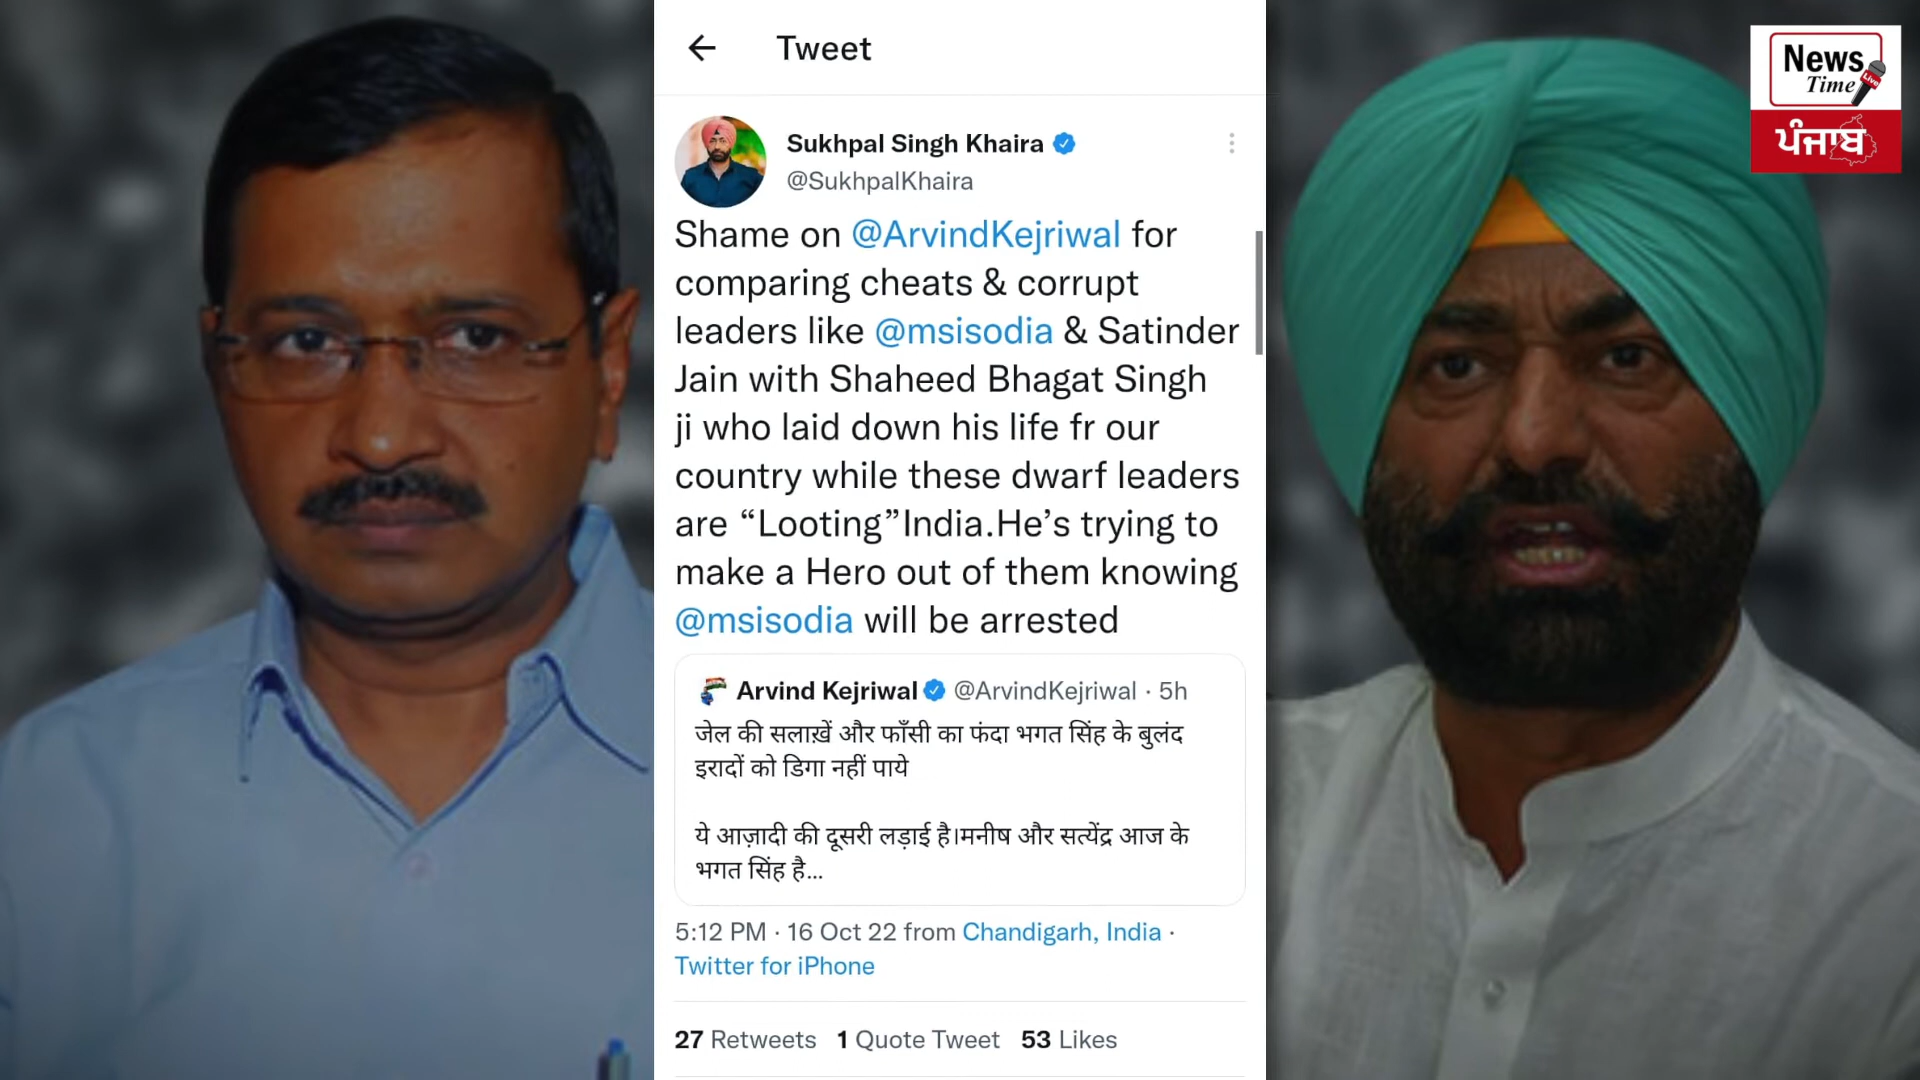 Tweet
Sukhpal Singh Khaira
@SukhpalKhaira
Shame on @ArvindKejriwal for
comparing cheats & corrupt
leaders like @msisodia & Satinder
Jain with Shaheed Bhagat Singh
ji who laid down his life fr our
country while these dwarf leaders
are “Looting”India.He’s trying to
make a Hero out of them knowing
@msisodia will be arrested
Arvind Kejriwal @ArvindKejriwal · 5h
जेल की सलाख़ें और फाँसी का फंदा भगत सिंह के बुलंद
इरादों को डिगा नहीं पाये
ये आज़ादी की दूसरी लड़ाई है।मनीष और सत्येंद्र आज के
भगत सिंह है...
5:12 PM · 16 Oct 22 from Chandigarh, India ·
Twitter for iPhone
27 Retweets 1 Quote Tweet 53 Likes
News
Time Live
ਪੰਜਾਬ